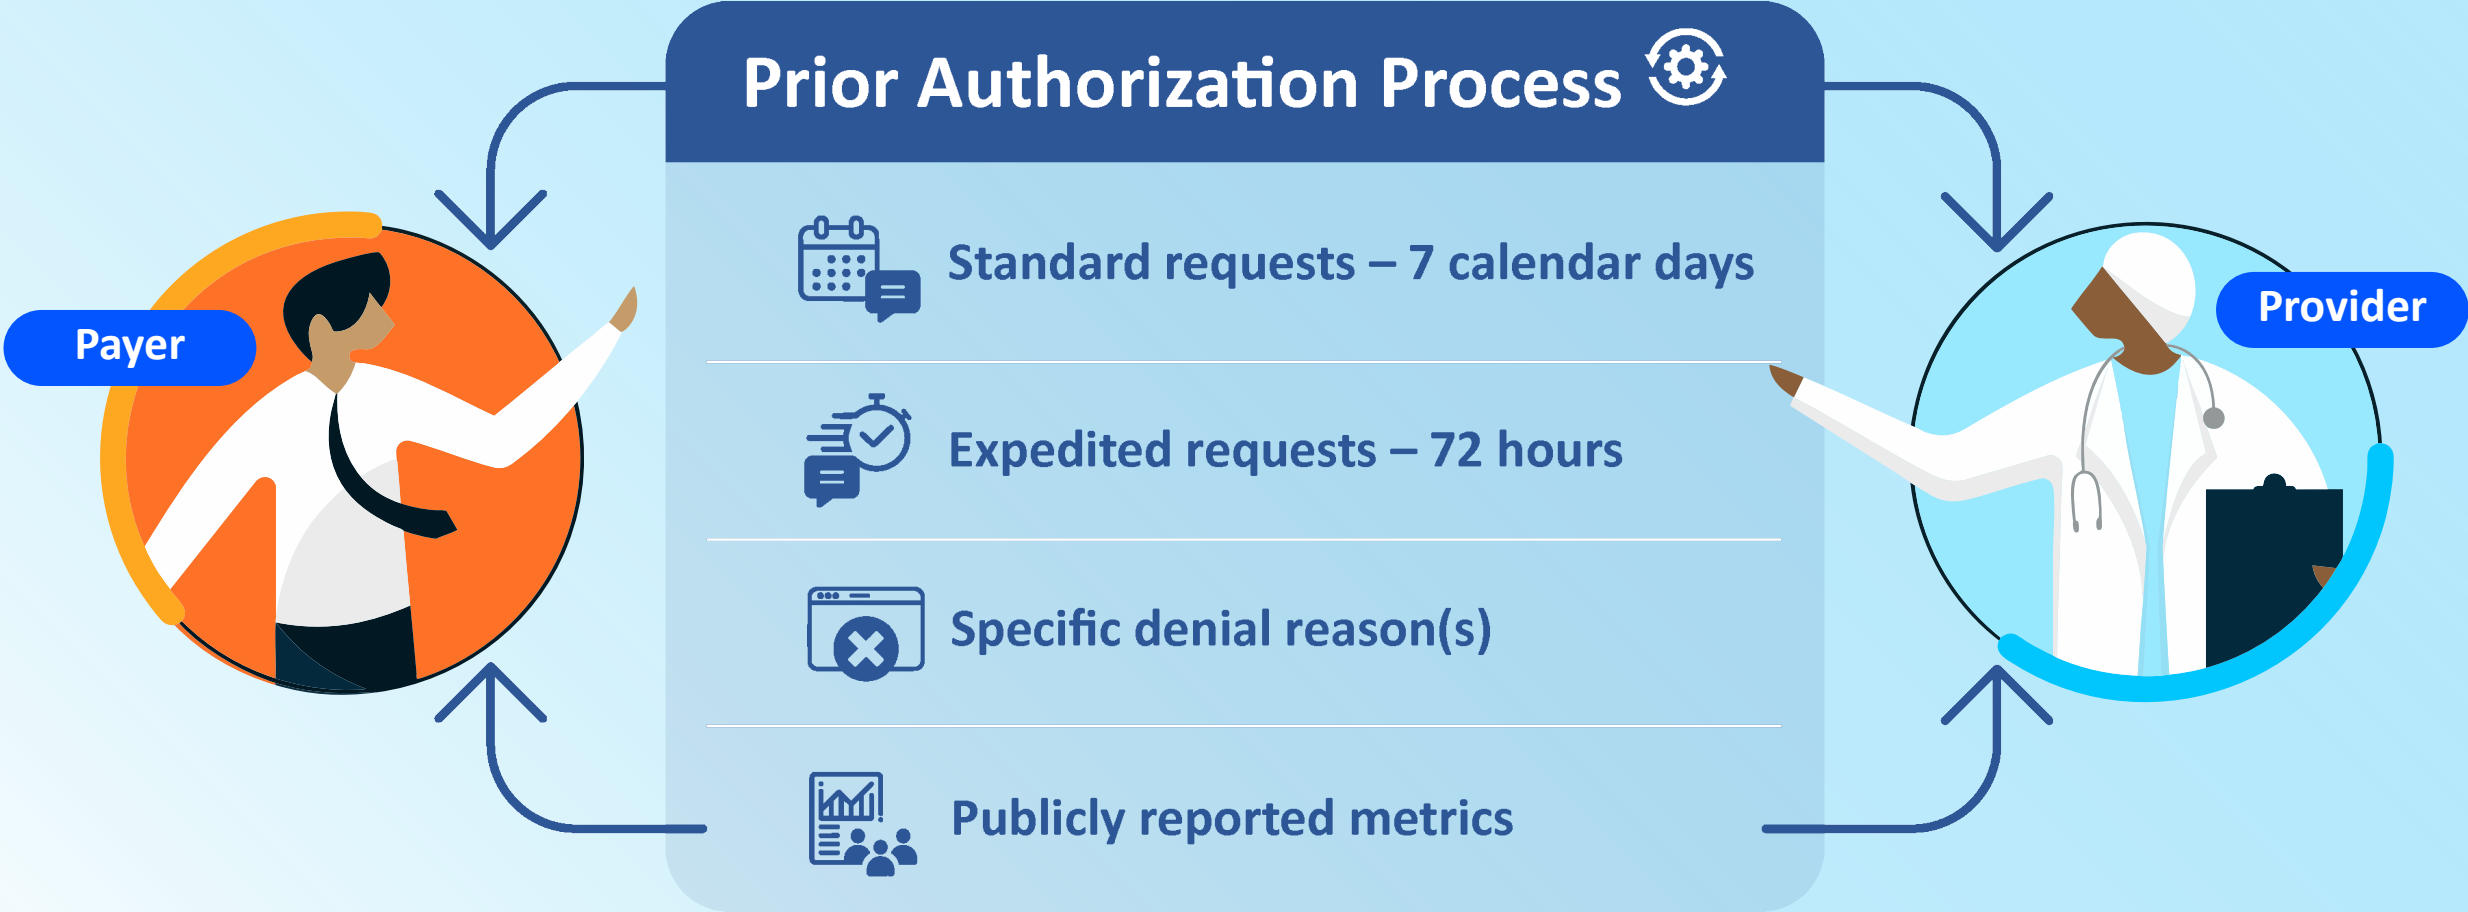 Prior Authorization Process
Payer
Provider
Standard requests – 7 calendar days
Expedited requests – 72 hours
Specific denial reason(s)
Publicly reported metrics